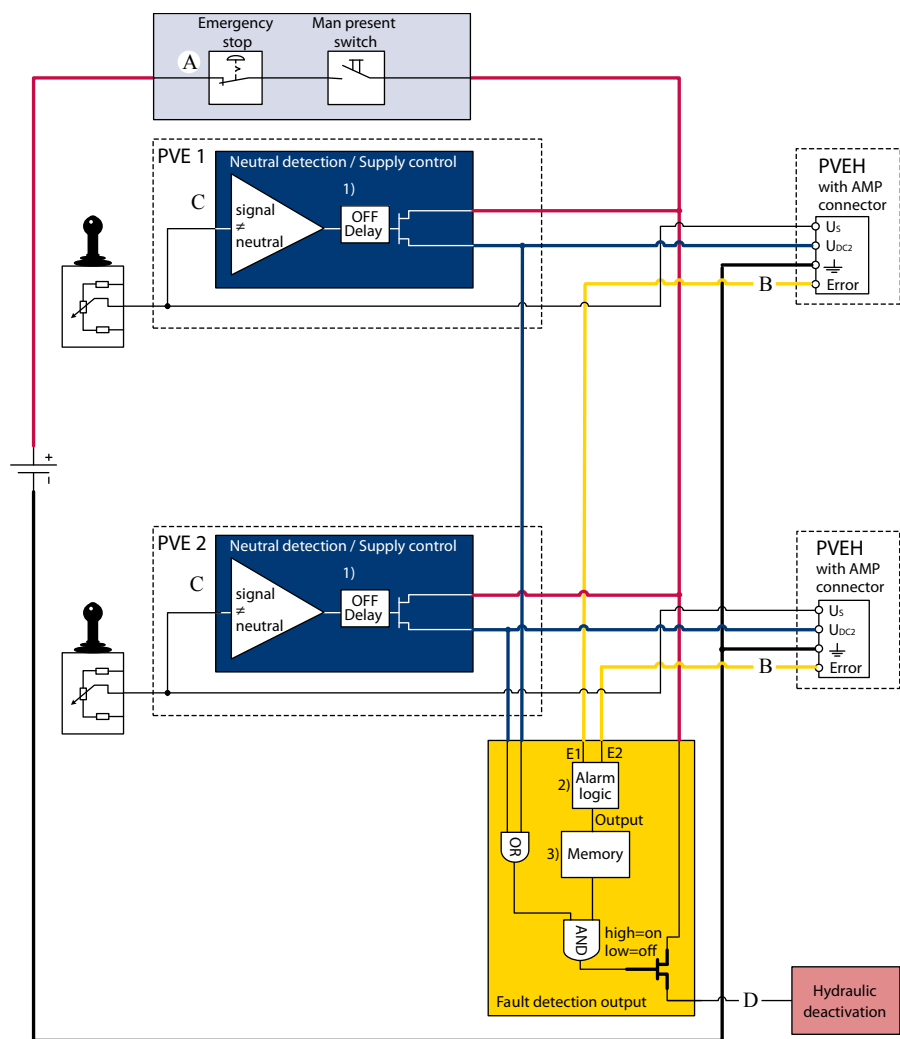 Emergency
stop
Man present
switch
A
PVE 1
Neutral detection / Supply control
1)
C
signal
≠
neutral
OFF
Delay
PVEH
with AMP
connector
US
UDC2
Error
B
+
−
PVE 2
Neutral detection / Supply control
1)
C
signal
≠
neutral
OFF
Delay
PVEH
with AMP
connector
US
UDC2
Error
B
E1
E2
2)
Alarm
logic
Output
OR
3)
Memory
AND
high=on
low=off
Fault detection output
D
Hydraulic
deactivation